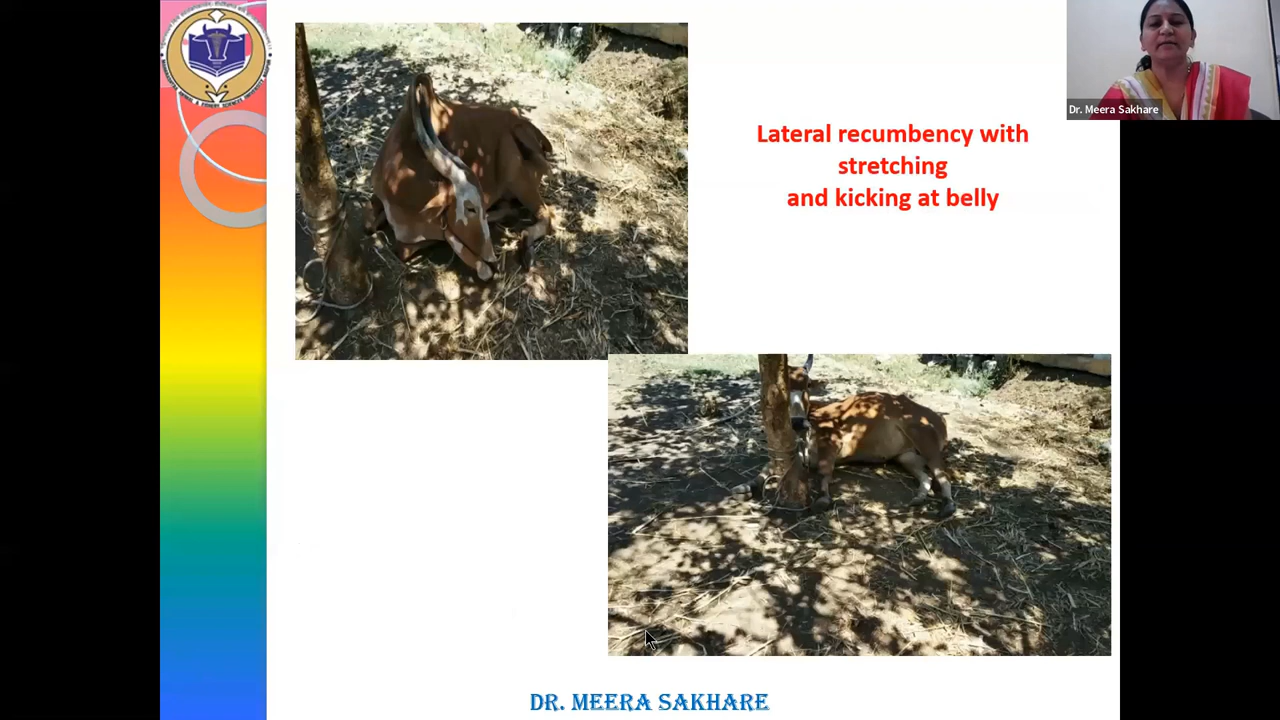 Dr. Meera Sakhare
Lateral recumbency with
stretching
and kicking at belly
DR. MEERA SAKHARE